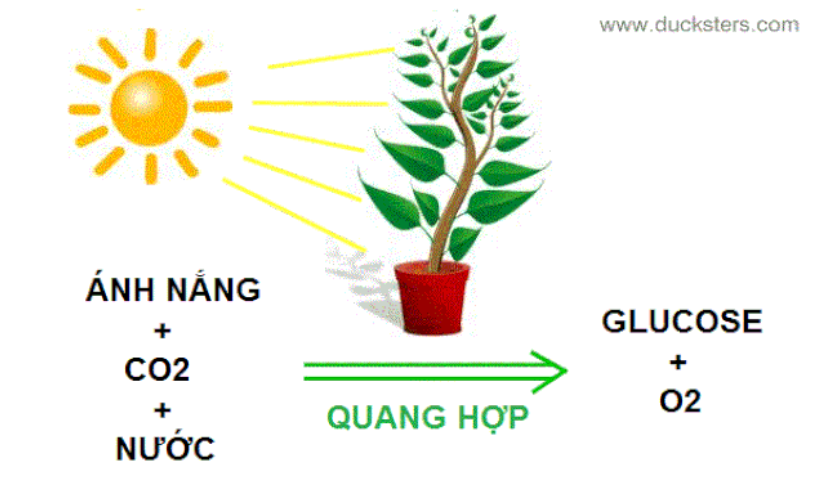 www.ducksters.com
ÁNH NẮNG
+
CO2
+
NƯỚC
QUANG HỢP
GLUCOSE
+
O2